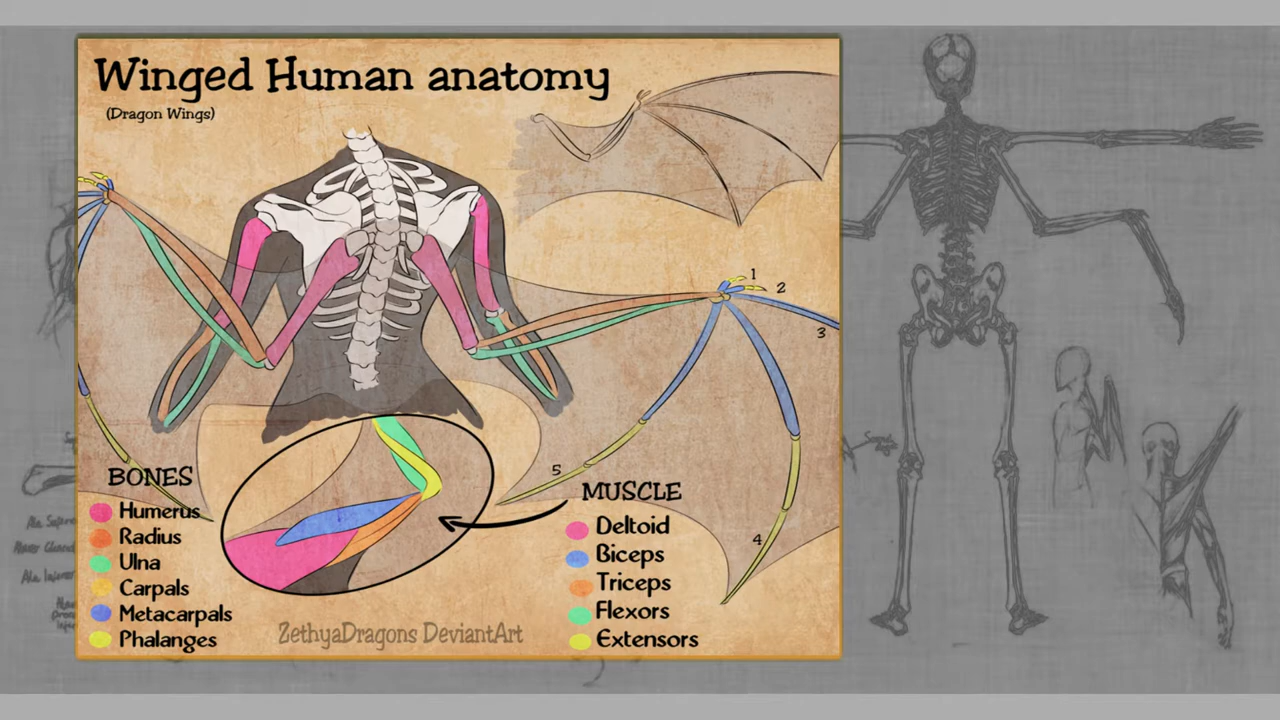 Winged Human anatomy
(Dragon Wings)
1
2
3
5
4
BONES
Humerus
Radius
Ulna
Carpals
Metacarpals
Phalanges
MUSCLE
Deltoid
Biceps
Triceps
Flexors
Extensors
ZethyaDragons DeviantArt